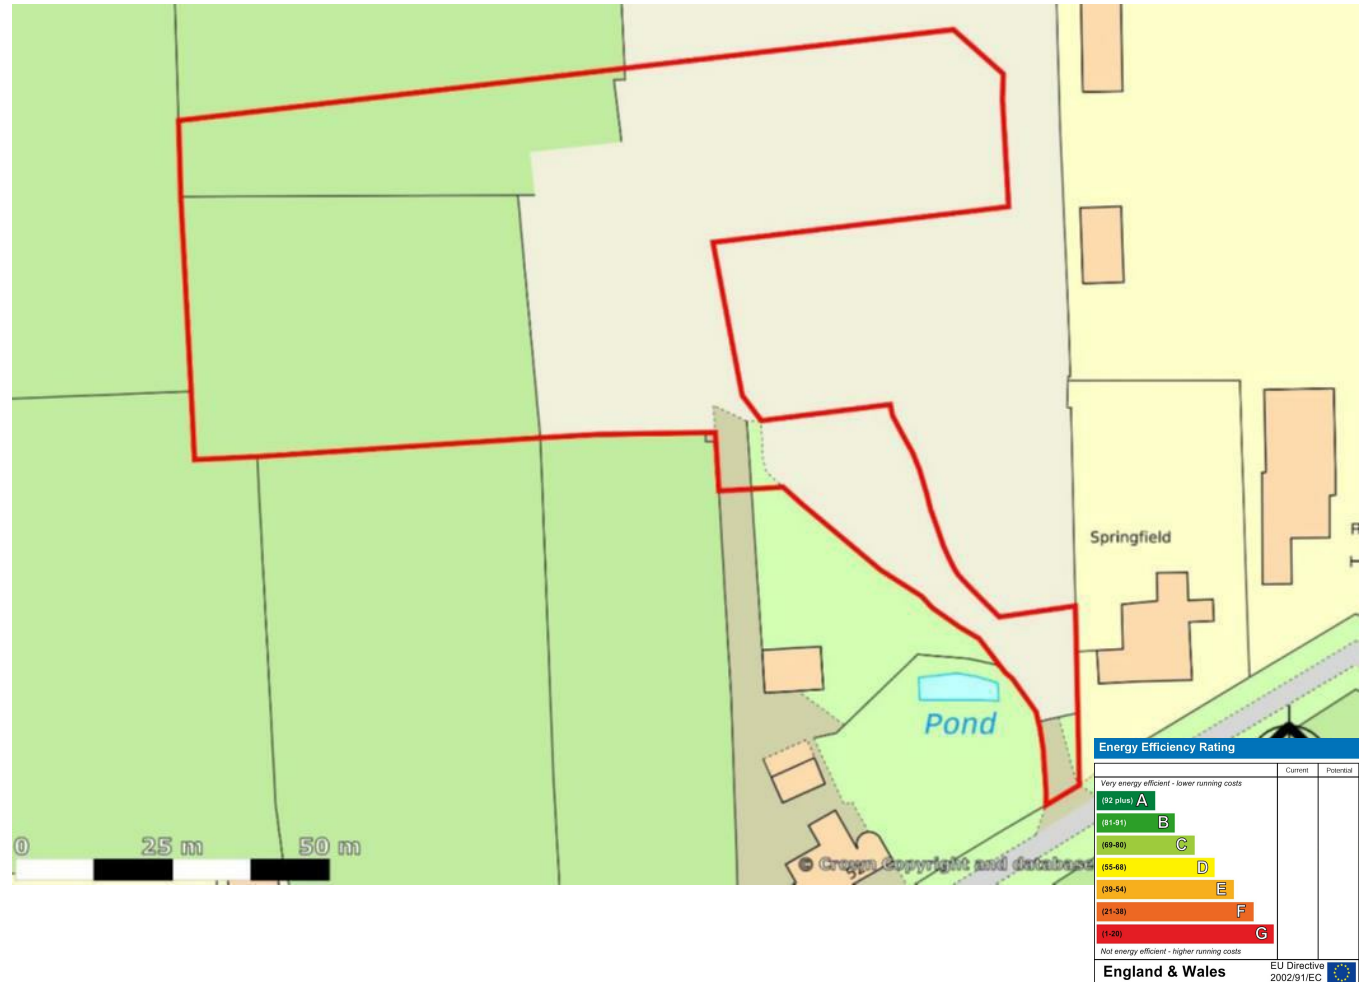 Springfield
R
Pond
0 25 m 50 m
© Crown Copyright and database
Energy Efficiency Rating
Current Potential
Very energy efficient - lower running costs
(92 plus) A
(81-91) B
(69-80) C
(55-68) D
(39-54) E
(21-38) F
(1-20) G
Not energy efficient - higher running costs
England & Wales
EU Directive
2002/91/EC